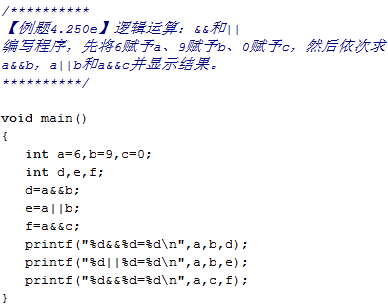 /**********
【例题4.250e】逻辑运算：&&和||
编写程序，先将6赋予a、9赋予b、0赋予c，然后依次求
a&&b，a||b和a&&c并显示结果。
**********/
void main()
{
int a=6,b=9,c=0;
int d,e,f;
d=a&&b;
e=a||b;
f=a&&c;
printf("%d&&%d=%d\n",a,b,d);
printf("%d||%d=%d\n",a,b,e);
printf("%d&&%d=%d\n",a,c,f);
}